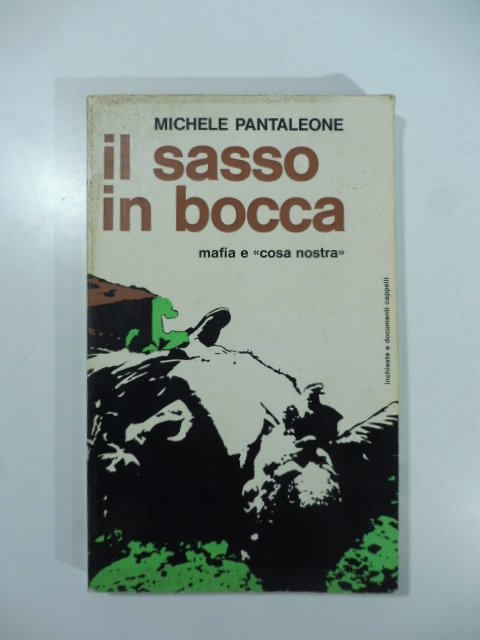 MICHELE PANTALEONE
il sasso
in bocca
mafia e «cosa nostra»
inchieste e documenti cappelli